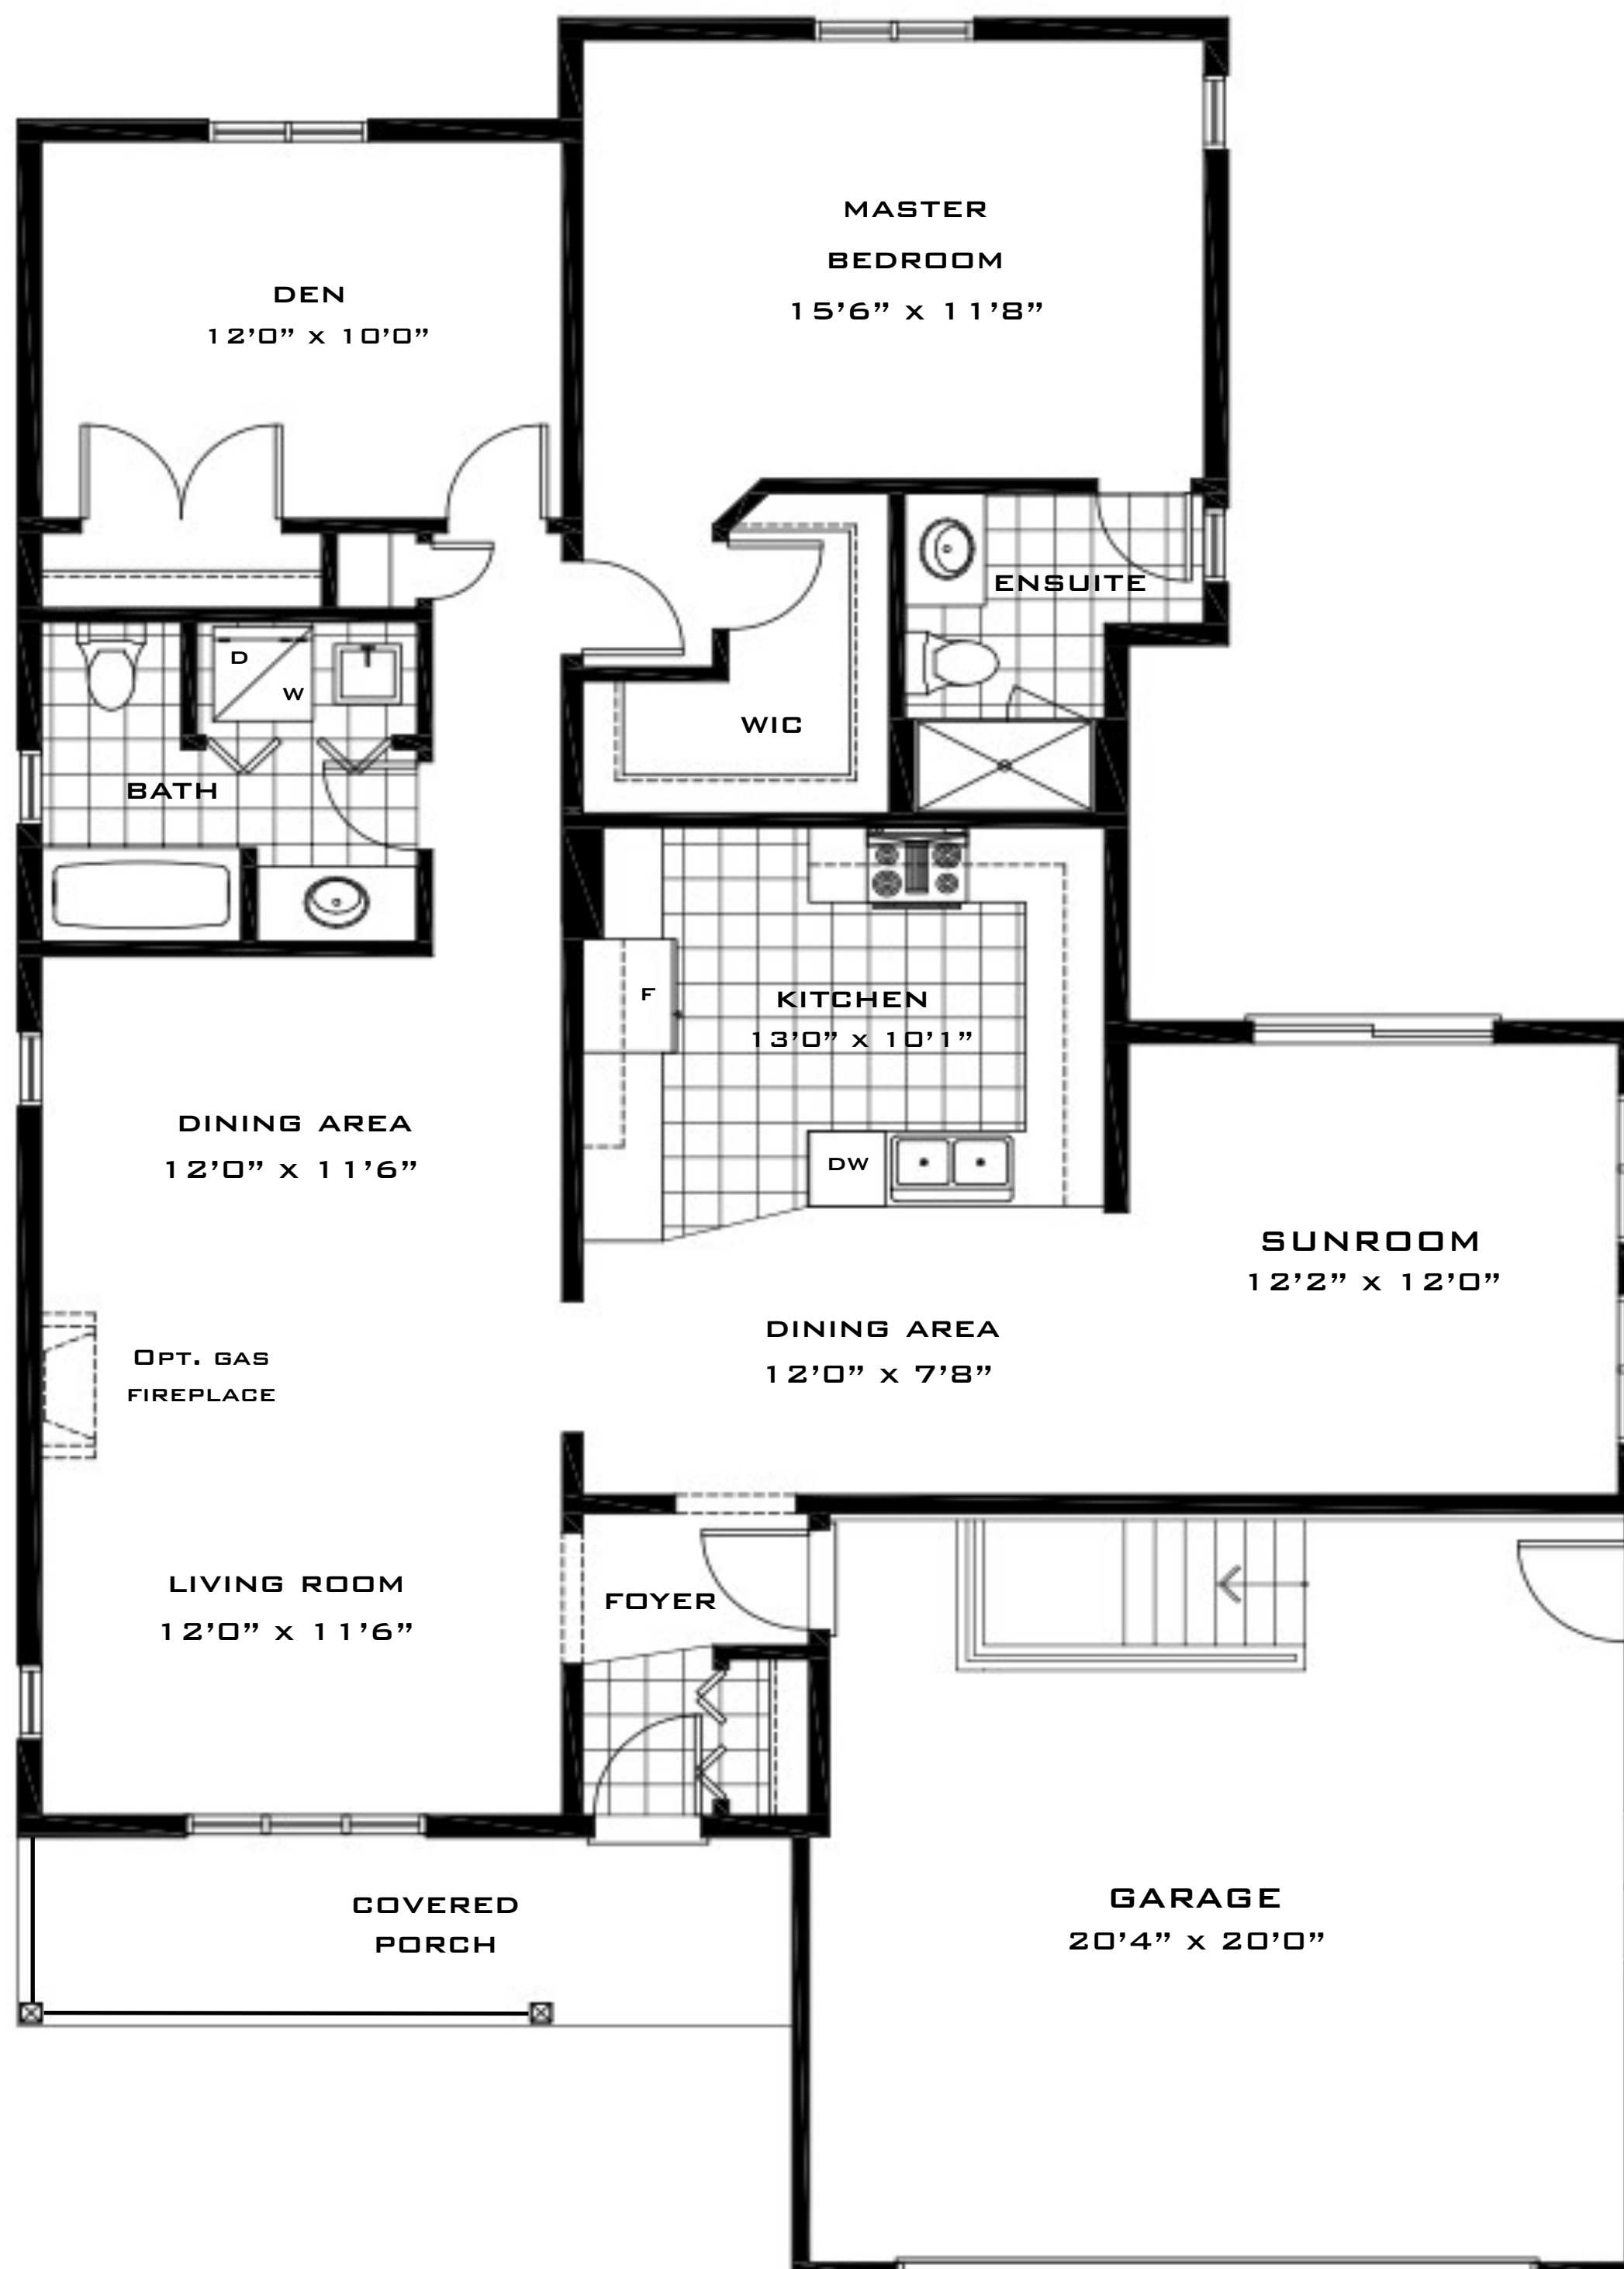 MASTER
BEDROOM
15'6" x 11'8"
DEN
12'0" x 10'0"
ENSUITE
D
W
WIC
BATH
F
KITCHEN
13'0" x 10'1"
DINING AREA
12'0" x 11'6"
DW
SUNROOM
12'2" x 12'0"
DINING AREA
12'0" x 7'8"
OPT. GAS
FIREPLACE
LIVING ROOM
12'0" x 11'6"
FOYER
COVERED
PORCH
GARAGE
20'4" x 20'0"